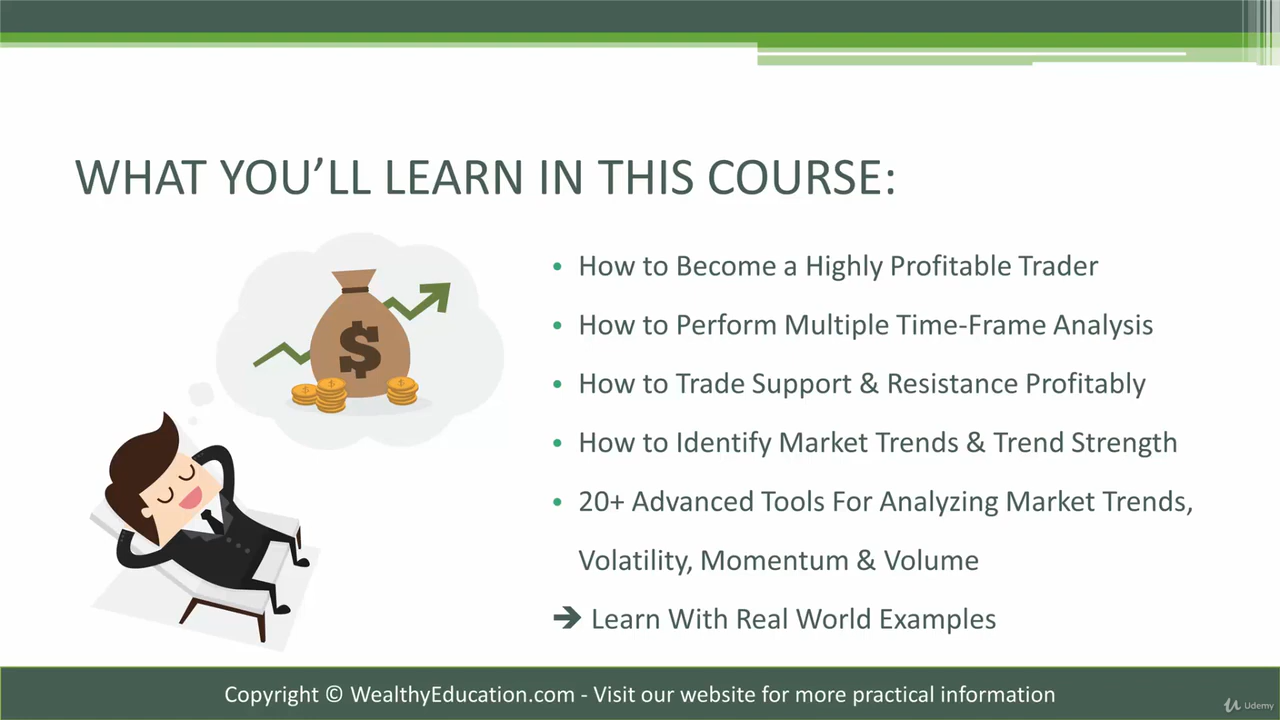 WHAT YOU’LL LEARN IN THIS COURSE:
$
• How to Become a Highly Profitable Trader
• How to Perform Multiple Time-Frame Analysis
• How to Trade Support & Resistance Profitably
• How to Identify Market Trends & Trend Strength
• 20+ Advanced Tools For Analyzing Market Trends,
Volatility, Momentum & Volume
➔ Learn With Real World Examples
Copyright © WealthyEducation.com - Visit our website for more practical information
Udemy